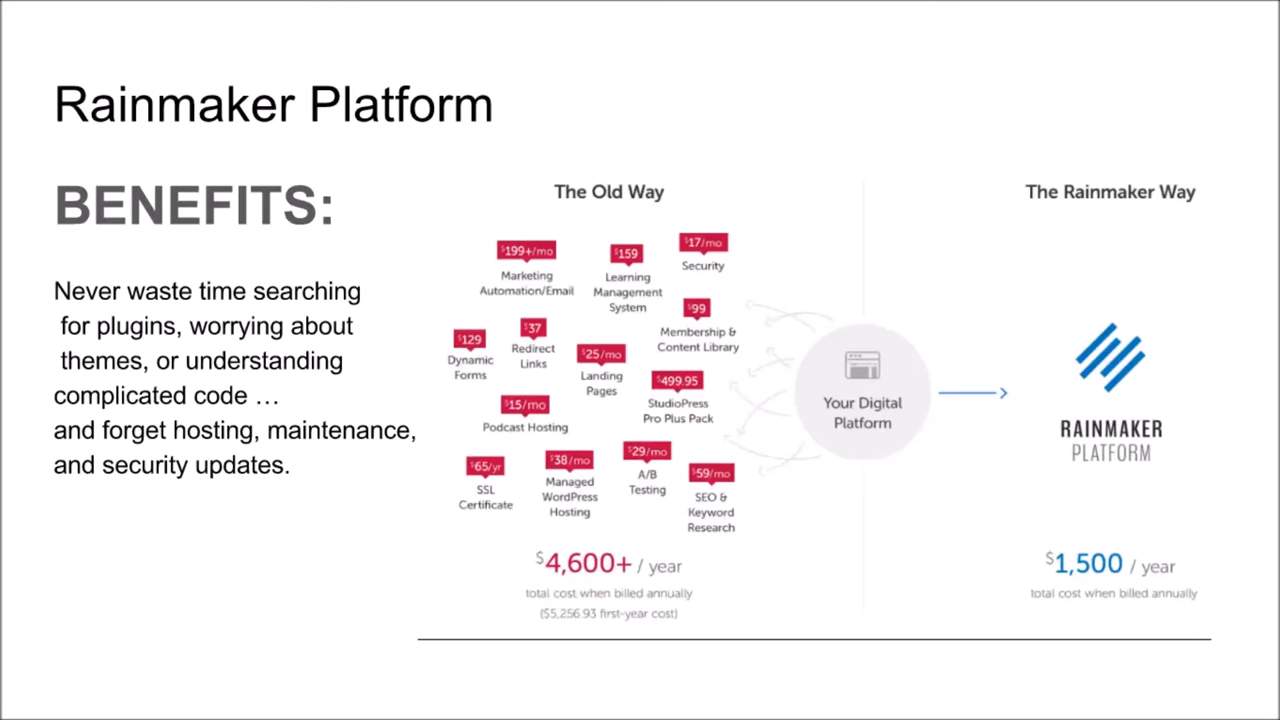 Rainmaker Platform
BENEFITS:
Never waste time searching
for plugins, worrying about
themes, or understanding
complicated code …
and forget hosting, maintenance,
and security updates.
The Old Way
$199+/mo
Marketing
Automation/Email
$159
Learning
Management
System
$17/mo
Security
$99
Membership &
Content Library
$129
Dynamic
Forms
$37
Redirect
Links
$25/mo
Landing
Pages
$499.95
StudioPress
Pro Plus Pack
$15/mo
Podcast Hosting
$65/yr
SSL
Certificate
$38/mo
Managed
WordPress
Hosting
$29/mo
A/B
Testing
$59/mo
SEO &
Keyword
Research
$4,600+ / year
total cost when billed annually
($5,256.93 first-year cost)
Your Digital
Platform
The Rainmaker Way
RAINMAKER
PLATFORM
$1,500 / year
total cost when billed annually